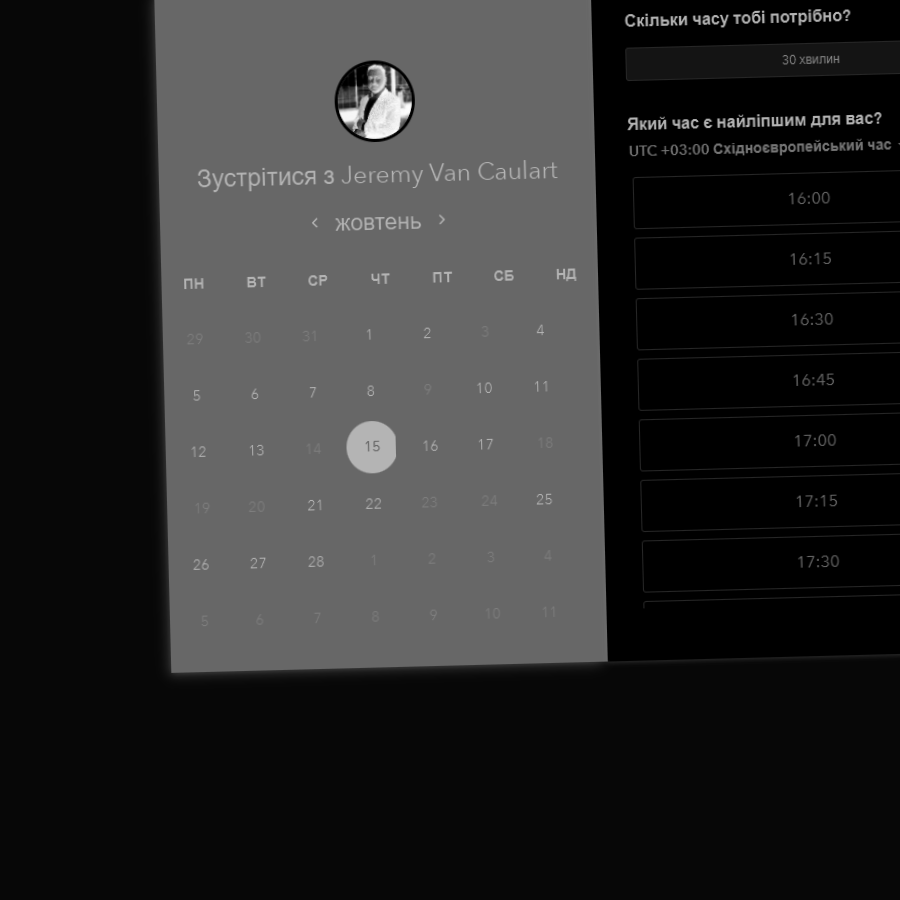 Зустрітися з Jeremy Van Caulart
‹ жовтень ›
ПН ВТ СР ЧТ ПТ СБ НД
29 30 31 1 2 3 4
5 6 7 8 9 10 11
12 13 14 15 16 17 18
19 20 21 22 23 24 25
26 27 28 1 2 3 4
5 6 7 8 9 10 11
Скільки часу тобі потрібно?
30 хвилин
Який час є найліпшим для вас?
UTC +03:00 Східноєвропейський час
16:00
16:15
16:30
16:45
17:00
17:15
17:30